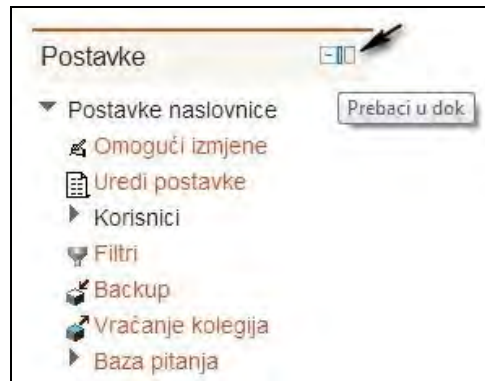 Postavke
Prebaci u dok
Postavke naslovnice
Omogući izmjene
Uredi postavke
Korisnici
Filtri
Backup
Vraćanje kolegija
Baza pitanja